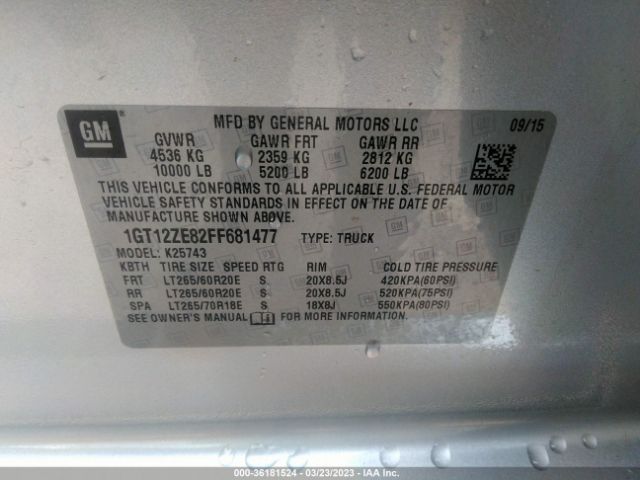 GM
MFD BY GENERAL MOTORS LLC 09/15
GVWR GAWR FRT GAWR RR
4536 KG 2359 KG 2812 KG
10000 LB 5200 LB 6200 LB
THIS VEHICLE CONFORMS TO ALL APPLICABLE U.S. FEDERAL MOTOR
VEHICLE SAFETY STANDARDS IN EFFECT ON THE DATE OF
MANUFACTURE SHOWN ABOVE.
1GT12ZE82FF681477 TYPE: TRUCK
MODEL: K25743
KBTH TIRE SIZE SPEED RTG RIM COLD TIRE PRESSURE
FRT LT265/60R20E S 20X8.5J 420KPA(60PSI)
RR LT265/60R20E S 20X8.5J 520KPA(75PSI)
SPA LT265/70R18E S 18X8J 550KPA(80PSI)
SEE OWNER'S MANUAL FOR MORE INFORMATION.
000-36181524 | 03/23/2023 | IAA Inc.